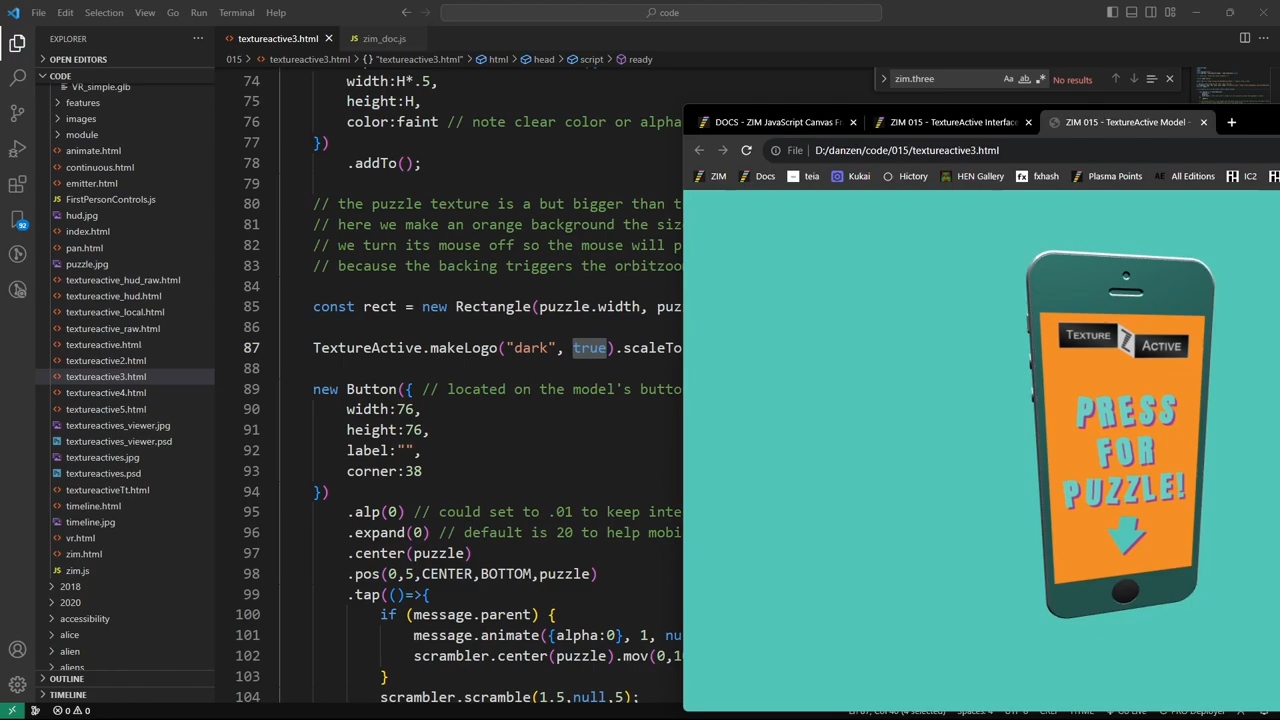 File Edit Selection View Go Run Terminal Help
code
EXPLORER
OPEN EDITORS
CODE
VR_simple.glb
features
images
module
animate.html
continuous.html
emitter.html
FirstPersonControls.js
hud.jpg
index.html
pan.html
puzzle.jpg
textureactive_hud_raw.html
textureactive_hud.html
textureactive_local.html
textureactive_raw.html
textureactive.html
textureactive2.html
textureactive3.html
textureactive4.html
textureactive5.html
textureactives_viewer.jpg
textureactives_viewer.psd
textureactives.jpg
textureactives.psd
textureactiveTt.html
timeline.html
timeline.jpg
vr.html
zim.html
zim.js
2018
2020
accessibility
alice
alien
aliens
OUTLINE
TIMELINE
92
0 0
textureactive3.html
zim_doc.js
015 > textureactive3.html > {} "textureactive3.html" > html > head > script > ready
zim.three
Aa ab
No results
74 width:H*.5,
75 height:H,
76 color:faint // note clear color or alpha
77 })
78 .addTo();
79
80 // the puzzle texture is a but bigger than t
81 // here we make an orange background the siz
82 // we turn its mouse off so the mouse will p
83 // because the backing triggers the orbitzoo
84
85 const rect = new Rectangle(puzzle.width, puz
86
87 TextureActive.makeLogo("dark", true).scaleTo
88
89 new Button({ // located on the model's butto
90 width:76,
91 height:76,
92 label:"",
93 corner:38
94 })
95 .alp(0) // could set to .01 to keep inte
96 .expand(0) // default is 20 to help mobi
97 .center(puzzle)
98 .pos(0,5,CENTER,BOTTOM,puzzle)
99 .tap(()=>{
100 if (message.parent) {
101 message.animate({alpha:0}, 1, nu
102 scrambler.center(puzzle).mov(0,10
103 }
104 scrambler.scramble(1.5,null,5);
DOCS - ZIM JavaScript Canvas Fr
ZIM 015 - TextureActive Interface
ZIM 015 - TextureActive Model -
File D:/danzen/code/015/textureactive3.html
ZIM Docs teia Kukai Hictory HEN Gallery fxhash Plasma Points All Editions IC2
TEXTURE
Z
ACTIVE
PRESS
FOR
PUZZLE!